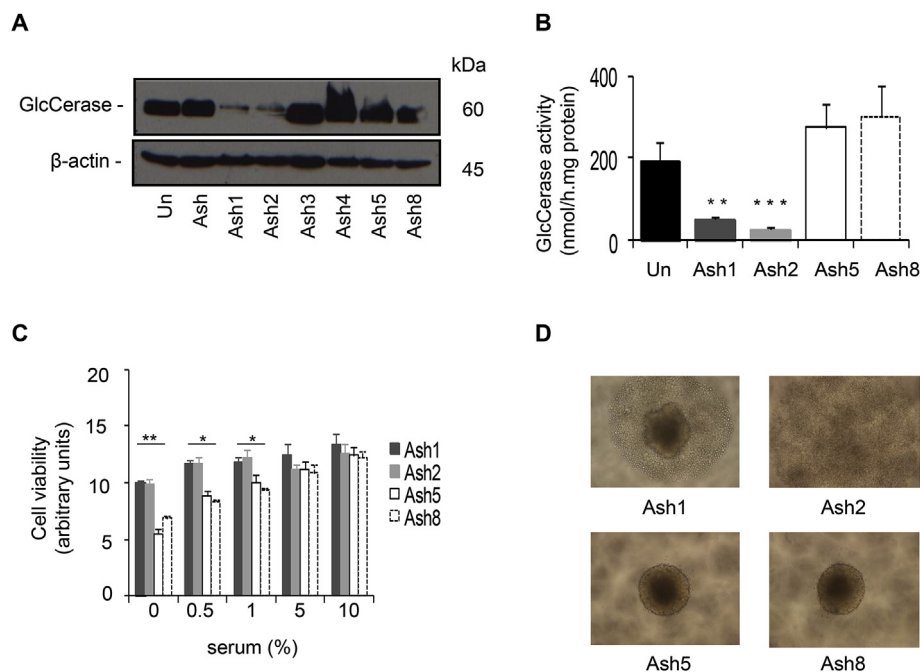 A
kDa
GlcCerase -
60
β-actin -
45
Un Ash Ash1 Ash2 Ash3 Ash4 Ash5 Ash8
B
GlcCerase activity
(nmol/h.mg protein)
400
200
0
** ***
Un Ash1 Ash2 Ash5 Ash8
C
Cell viability
(arbitrary units)
20
15
10
5
0
** * *
0 0.5 1 5 10
serum (%)
Ash1
Ash2
Ash5
Ash8
D
Ash1 Ash2
Ash5 Ash8